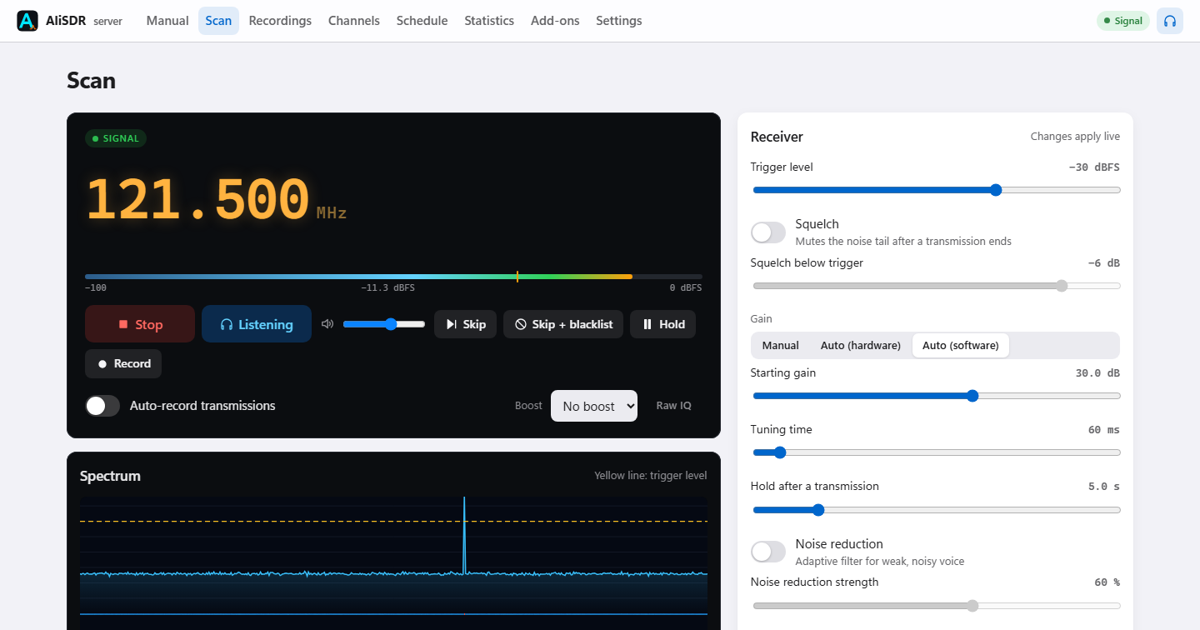 AliSDR server Manual Scan Recordings Channels Schedule Statistics Add-ons Settings Signal
Scan
SIGNAL
121.500 MHz
-100 -11.3 dBFS 0 dBFS
Stop Listening Skip Skip + blacklist Hold
Record
Auto-record transmissions Boost No boost Raw IQ
Spectrum Yellow line: trigger level
Receiver Changes apply live
Trigger level -30 dBFS
Squelch
Mutes the noise tail after a transmission ends
Squelch below trigger -6 dB
Gain
Manual Auto (hardware) Auto (software)
Starting gain 30.0 dB
Tuning time 60 ms
Hold after a transmission 5.0 s
Noise reduction
Adaptive filter for weak, noisy voice
Noise reduction strength 60 %